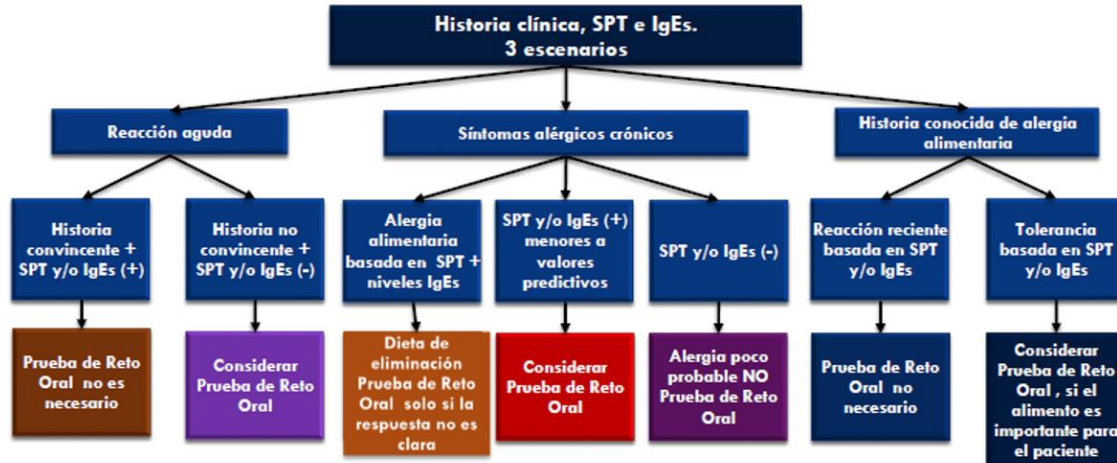 Historia clínica, SPT e IgEs.
3 escenarios
Reacción aguda
Síntomas alérgicos crónicos
Historia conocida de alergia
alimentaria
Historia
convincente +
SPT y/o IgEs (+)
Historia no
convincente +
SPT y/o IgEs (-)
Alergia
alimentaria
basada en SPT +
niveles IgEs
SPT y/o IgEs (+)
menores a
valores
predictivos
SPT y/o IgEs (-)
Reacción reciente
basada en SPT
y/o IgEs
Tolerancia
basada en SPT
y/o IgEs
Prueba de Reto
Oral no es
necesario
Considerar
Prueba de Reto
Oral
Dieta de
eliminación
Prueba de Reto
Oral solo si la
respuesta no es
clara
Considerar
Prueba de Reto
Oral
Alergia poco
probable NO
Prueba de Reto
Oral
Prueba de Reto
Oral no
necesario
Considerar
Prueba de Reto
Oral , si el
alimento es
importante para
el paciente